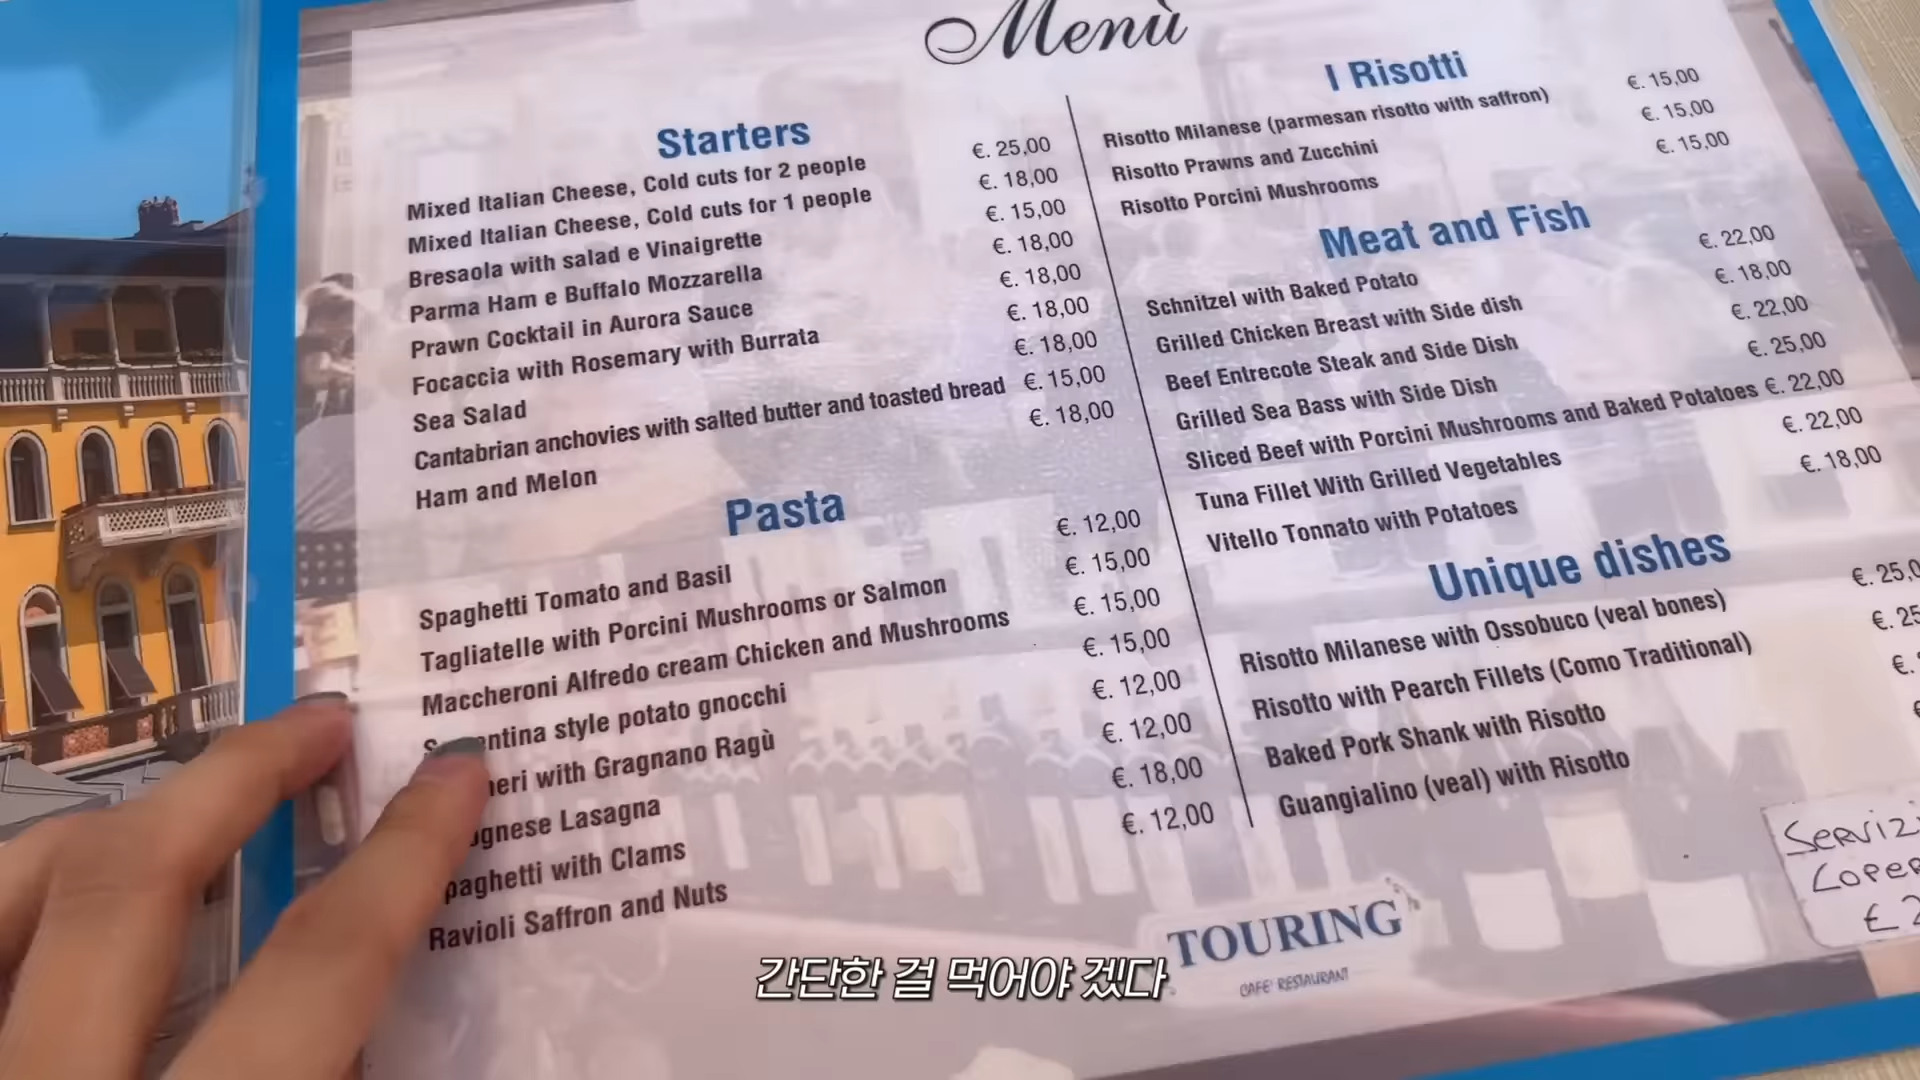 Menù
Starters
Mixed Italian Cheese, Cold cuts for 2 people €. 25,00
Mixed Italian Cheese, Cold cuts for 1 people €. 18,00
Bresaola with salad e Vinaigrette €. 15,00
Parma Ham e Buffalo Mozzarella €. 18,00
Prawn Cocktail in Aurora Sauce €. 18,00
Focaccia with Rosemary with Burrata €. 18,00
Sea Salad €. 18,00
Cantabrian anchovies with salted butter and toasted bread €. 15,00
Ham and Melon €. 18,00
Pasta
Spaghetti Tomato and Basil €. 12,00
Tagliatelle with Porcini Mushrooms or Salmon €. 15,00
Maccheroni Alfredo cream Chicken and Mushrooms €. 15,00
style potato gnocchi €. 15,00
with Gragnano Ragù €. 12,00
Lasagna €. 12,00
with Clams €. 18,00
Ravioli Saffron and Nuts €. 12,00
I Risotti
Risotto Milanese (parmesan risotto with saffron) €. 15,00
Risotto Prawns and Zucchini €. 15,00
Risotto Porcini Mushrooms €. 15,00
Meat and Fish
Schnitzel with Baked Potato €. 22,00
Grilled Chicken Breast with Side dish €. 18,00
Beef Entrecote Steak and Side Dish €. 22,00
Grilled Sea Bass with Side Dish €. 25,00
Sliced Beef with Porcini Mushrooms and Baked Potatoes €. 22,00
Tuna Fillet With Grilled Vegetables €. 22,00
Vitello Tonnato with Potatoes €. 18,00
Unique dishes
Risotto Milanese with Ossobuco (veal bones) €. 25,0
Risotto with Pearch Fillets (Como Traditional) €. 25
Baked Pork Shank with Risotto €.
Guangialino (veal) with Risotto €
Serviz
Coper
€ 2
TOURING
CAFE' RESTAURANT
간단한 걸 먹어야 겠다